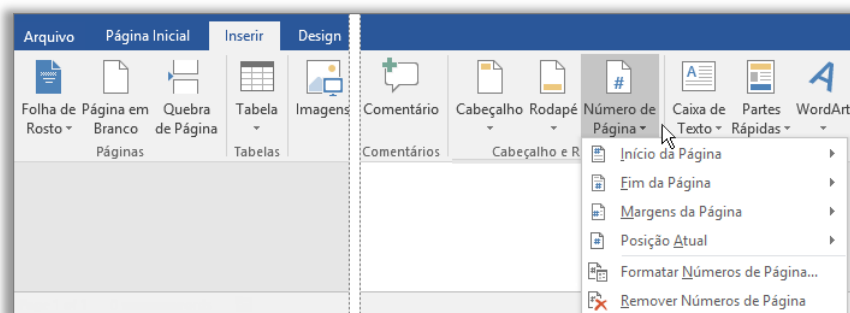 Arquivo Página Inicial Inserir Design
Folha de Rosto Página em Branco Quebra de Página Tabela Imagens Comentário Cabeçalho Rodapé Número de Página Caixa de Texto Partes Rápidas WordArt
Páginas Tabelas Comentários Cabeçalho e R
Início da Página
Fim da Página
Margens da Página
Posição Atual
Formatar Números de Página...
Remover Números de Página